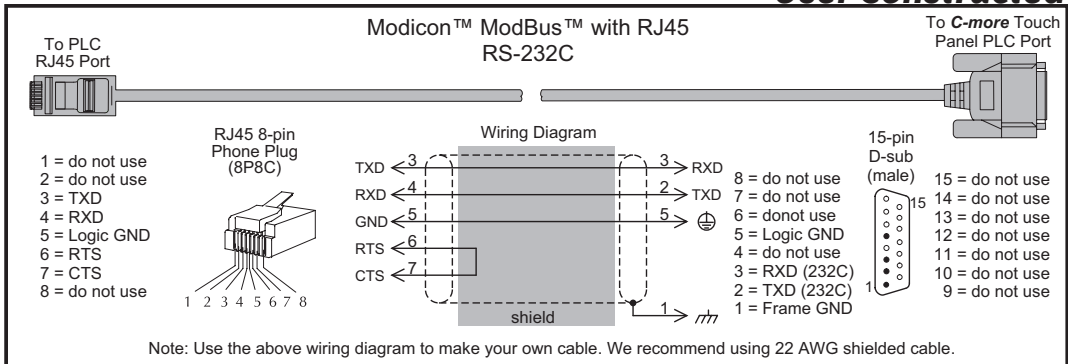 Modicon™ ModBus™ with RJ45
RS-232C
To PLC
RJ45 Port
To C-more Touch
Panel PLC Port
RJ45 8-pin
Phone Plug
(8P8C)
1 = do not use
2 = do not use
3 = TXD
4 = RXD
5 = Logic GND
6 = RTS
7 = CTS
8 = do not use
1 2 3 4 5 6 7 8
Wiring Diagram
TXD 3 3 RXD
RXD 4 2 TXD
GND 5 5
RTS 6
CTS 7
shield
1
8 = do not use
7 = do not use
6 = donot use
5 = Logic GND
4 = do not use
3 = RXD (232C)
2 = TXD (232C)
1 = Frame GND
15-pin
D-sub
(male)
15
1
15 = do not use
14 = do not use
13 = do not use
12 = do not use
11 = do not use
10 = do not use
9 = do not use
Note: Use the above wiring diagram to make your own cable. We recommend using 22 AWG shielded cable.